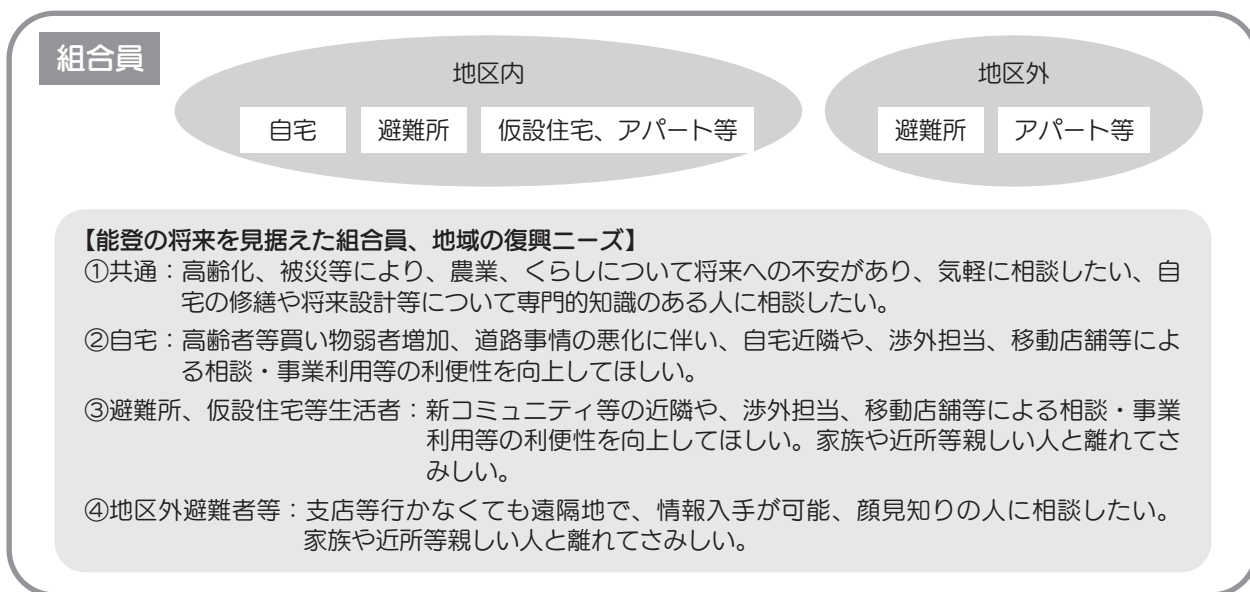 組合員
地区内
地区外
自宅
避難所
仮設住宅、アパート等
避難所
アパート等
【能登の将来を見据えた組合員、地域の復興ニーズ】
①共通：高齢化、被災等により、農業、くらしについて将来への不安があり、気軽に相談したい、自
宅の修繕や将来設計等について専門的知識のある人に相談したい。
②自宅：高齢者等買い物弱者増加、道路事情の悪化に伴い、自宅近隣や、渉外担当、移動店舗等によ
る相談・事業利用等の利便性を向上してほしい。
③避難所、仮設住宅等生活者：新コミュニティ等の近隣や、渉外担当、移動店舗等による相談・事業
利用等の利便性を向上してほしい。家族や近所等親しい人と離れてさ
みしい。
④地区外避難者等：支店等行かなくても遠隔地で、情報入手が可能、顔見知りの人に相談したい。
家族や近所等親しい人と離れてさみしい。